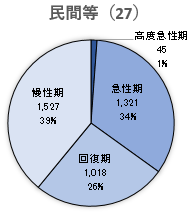 民間等（27）
高度急性期
45
1%
急性期
1,321
34%
回復期
1,018
26%
慢性期
1,527
39%